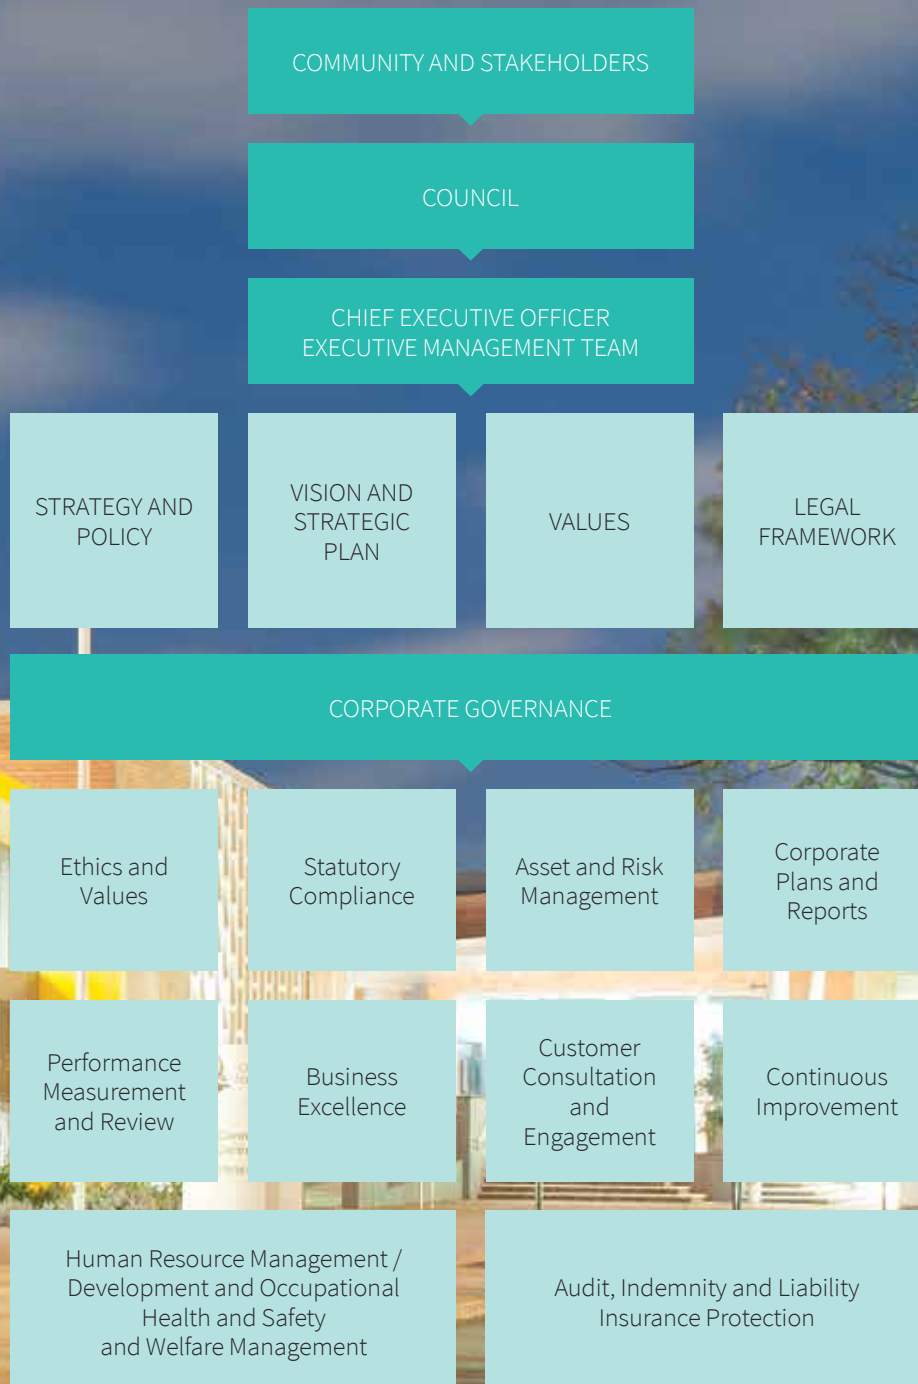 COMMUNITY AND STAKEHOLDERS
COUNCIL
CHIEF EXECUTIVE OFFICER
EXECUTIVE MANAGEMENT TEAM
STRATEGY AND
POLICY
VISION AND
STRATEGIC
PLAN
VALUES
LEGAL
FRAMEWORK
CORPORATE GOVERNANCE
Ethics and
Values
Statutory
Compliance
Asset and Risk
Management
Corporate
Plans and
Reports
Performance
Measurement
and Review
Business
Excellence
Customer
Consultation
and
Engagement
Continuous
Improvement
Human Resource Management /
Development and Occupational
Health and Safety
and Welfare Management
Audit, Indemnity and Liability
Insurance Protection